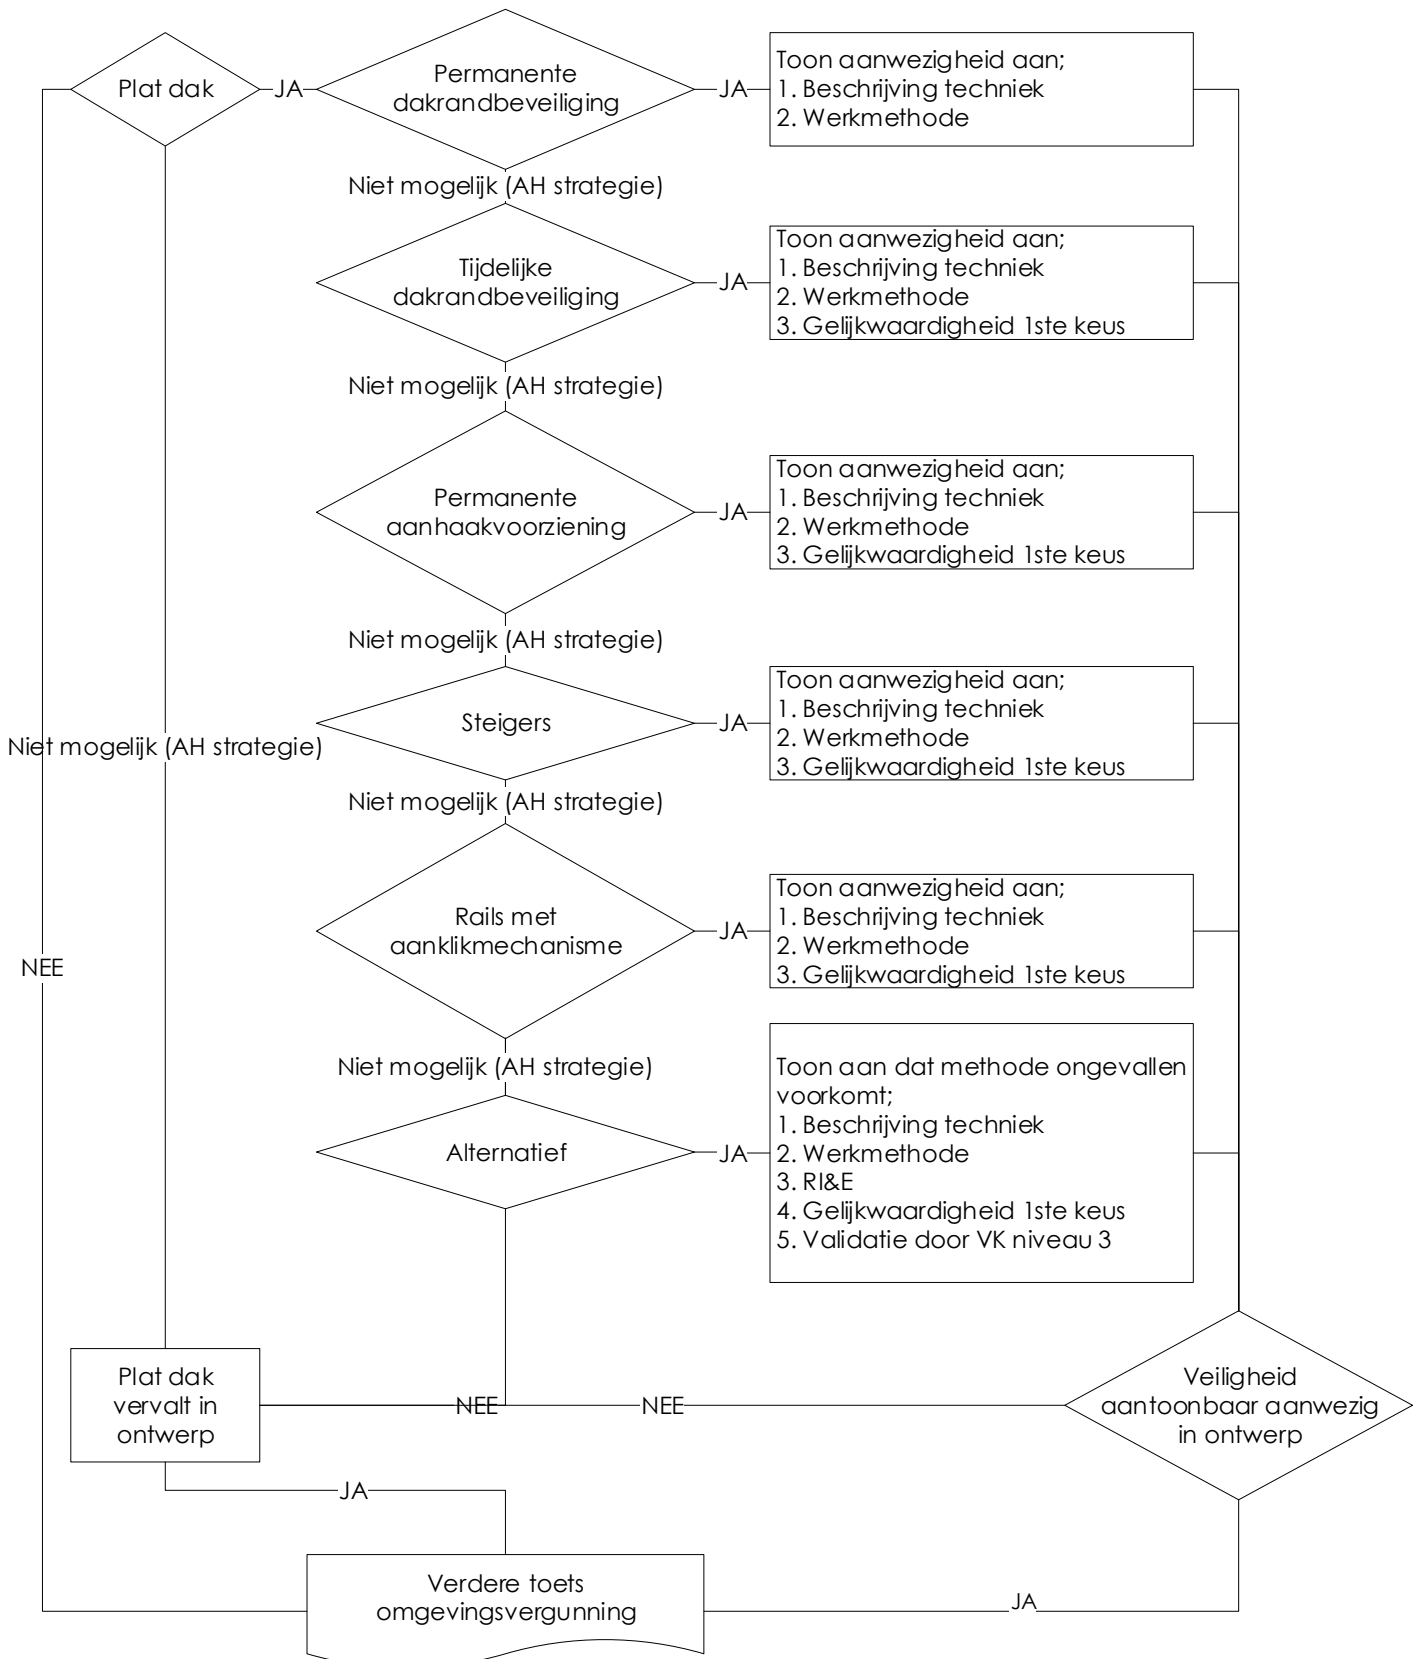 Plat dak
JA
Permanente
dakrandbeveiliging
JA
Toon aanwezigheid aan;
1. Beschrijving techniek
2. Werkmethode
Niet mogelijk (AH strategie)
Tijdelijke
dakrandbeveiliging
JA
Toon aanwezigheid aan;
1. Beschrijving techniek
2. Werkmethode
3. Gelijkwaardigheid 1ste keus
Niet mogelijk (AH strategie)
Permanente
aanhaakvoorziening
JA
Toon aanwezigheid aan;
1. Beschrijving techniek
2. Werkmethode
3. Gelijkwaardigheid 1ste keus
Niet mogelijk (AH strategie)
Steigers
JA
Toon aanwezigheid aan;
1. Beschrijving techniek
2. Werkmethode
3. Gelijkwaardigheid 1ste keus
Niet mogelijk (AH strategie)
Niet mogelijk (AH strategie)
Rails met
aanklikmechanisme
JA
Toon aanwezigheid aan;
1. Beschrijving techniek
2. Werkmethode
3. Gelijkwaardigheid 1ste keus
NEE
Niet mogelijk (AH strategie)
Alternatief
JA
Toon aan dat methode ongevallen
voorkomt;
1. Beschrijving techniek
2. Werkmethode
3. RI&E
4. Gelijkwaardigheid 1ste keus
5. Validatie door VK niveau 3
Plat dak
vervalt in
ontwerp
NEE
NEE
Veiligheid
aantoonbaar aanwezig
in ontwerp
JA
Verdere toets
omgevingsvergunning
JA